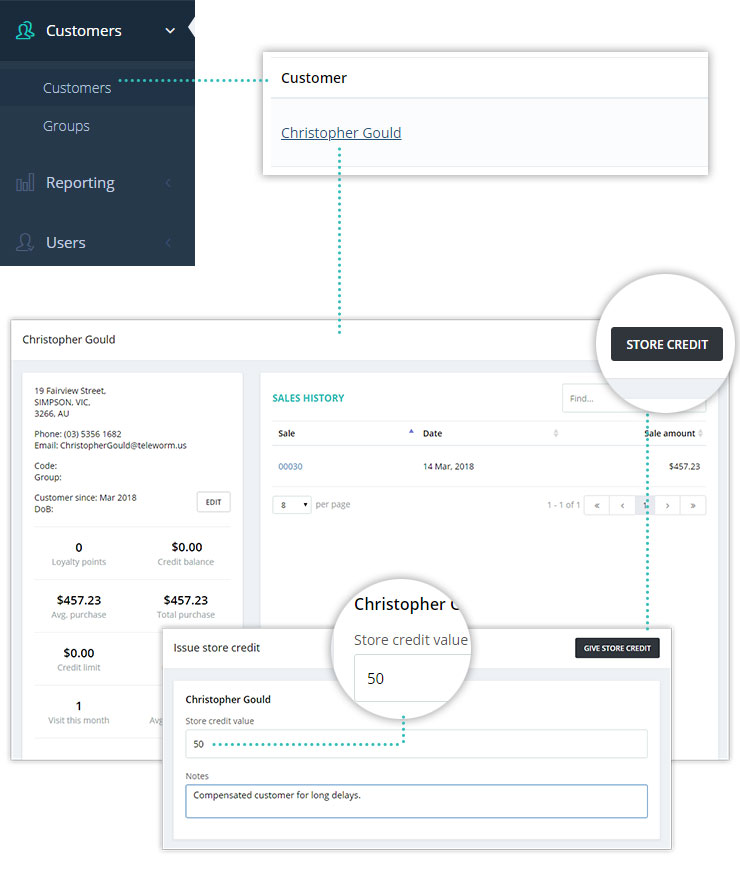 Customers
Customers
Groups
Reporting
Users
Customer
Christopher Gould
Christopher Gould
STORE CREDIT
19 Fairview Street,
SIMPSON, VIC,
3266, AU
Phone: (03) 5356 1682
Email: ChristopherGould@teleworm.us
Code:
Group:
Customer since: Mar 2018
DoB:
EDIT
0
Loyalty points
$0.00
Credit balance
$457.23
Avg. purchase
$457.23
Total purchase
$0.00
Credit limit
1
Visit this month
SALES HISTORY
Find...
Sale Date Sale amount
00030 14 Mar, 2018 $457.23
8 per page
1 - 1 of 1 « ‹ 1 › »
Issue store credit
GIVE STORE CREDIT
Christopher
Store credit value
50
Christopher Gould
Store credit value
50
Notes
Compensated customer for long delays.